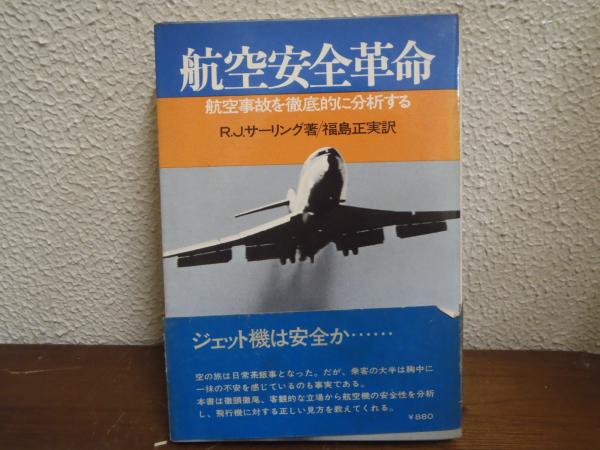 航空安全革命
航空事故を徹底的に分析する
R.J.サーリング著/福島正実訳
ジェット機は安全か……
空の旅は日常茶飯事となった。だが、乗客の大半は胸中に
一抹の不安を感じているのも事実である。
本書は徹頭徹尾、客観的な立場から航空機の安全性を分析
し、飛行機に対する正しい見方を教えてくれる。
￥880